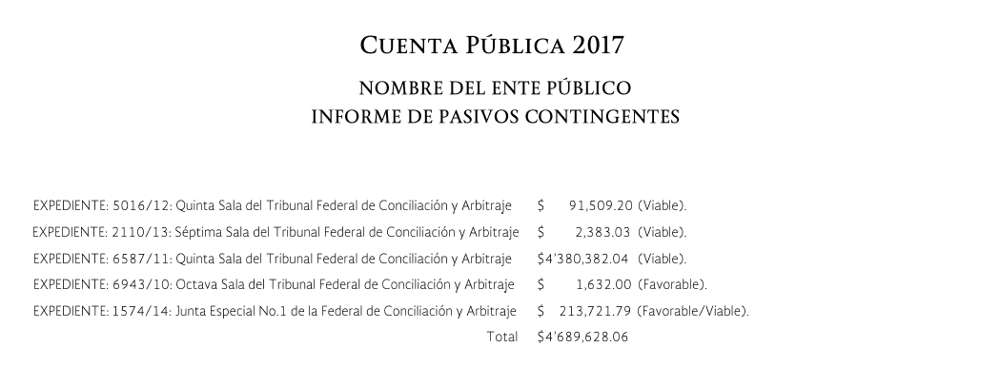 CUENTA PÚBLICA 2017
NOMBRE DEL ENTE PÚBLICO
INFORME DE PASIVOS CONTINGENTES
EXPEDIENTE: 5016/12: Quinta Sala del Tribunal Federal de Conciliación y Arbitraje $ 91,509.20 (Viable).
EXPEDIENTE: 2110/13: Séptima Sala del Tribunal Federal de Conciliación y Arbitraje $ 2,383.03 (Viable).
EXPEDIENTE: 6587/11: Quinta Sala del Tribunal Federal de Conciliación y Arbitraje $4’380,382.04 (Viable).
EXPEDIENTE: 6943/10: Octava Sala del Tribunal Federal de Conciliación y Arbitraje $ 1,632.00 (Favorable).
EXPEDIENTE: 1574/14: Junta Especial No.1 de la Federal de Conciliación y Arbitraje $ 213,721.79 (Favorable/Viable).
Total $4’689,628.06